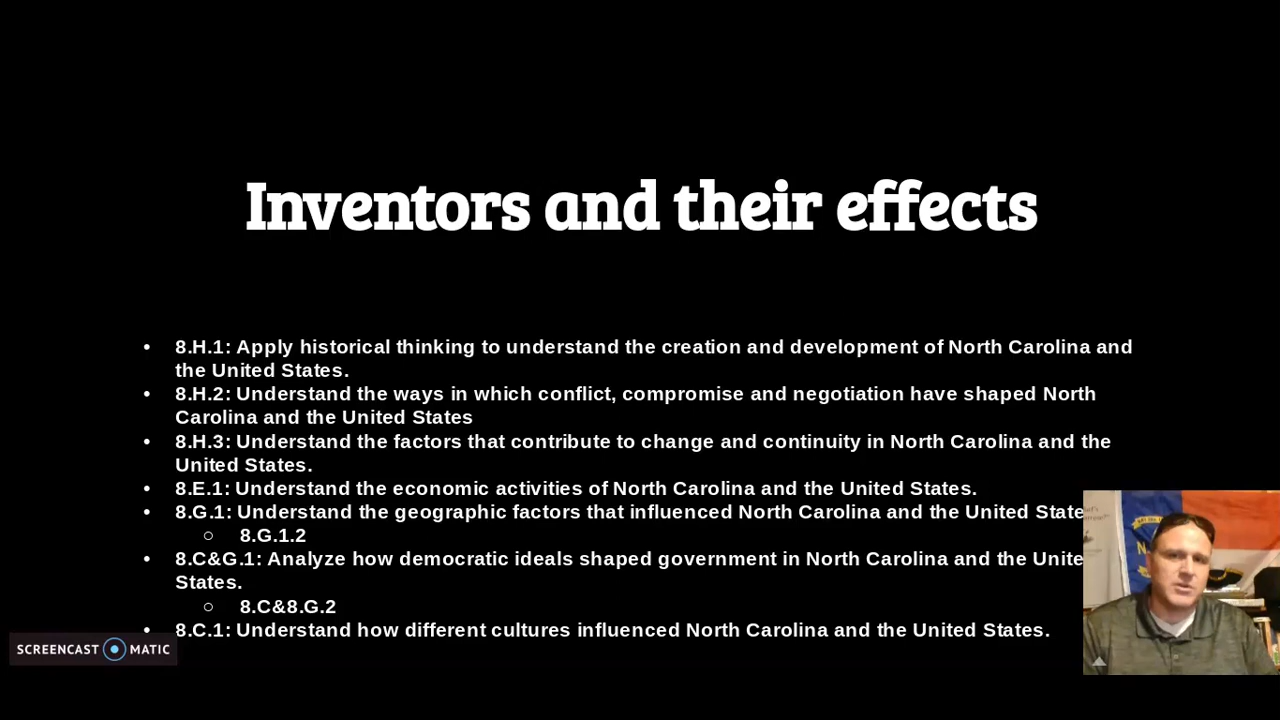 Inventors and their effects
• 8.H.1: Apply historical thinking to understand the creation and development of North Carolina and
the United States.
• 8.H.2: Understand the ways in which conflict, compromise and negotiation have shaped North
Carolina and the United States
• 8.H.3: Understand the factors that contribute to change and continuity in North Carolina and the
United States.
• 8.E.1: Understand the economic activities of North Carolina and the United States.
• 8.G.1: Understand the geographic factors that influenced North Carolina and the United State
○ 8.G.1.2
• 8.C&G.1: Analyze how democratic ideals shaped government in North Carolina and the Unite
States.
○ 8.C&8.G.2
• 8.C.1: Understand how different cultures influenced North Carolina and the United States.
SCREENCAST MATIC
N